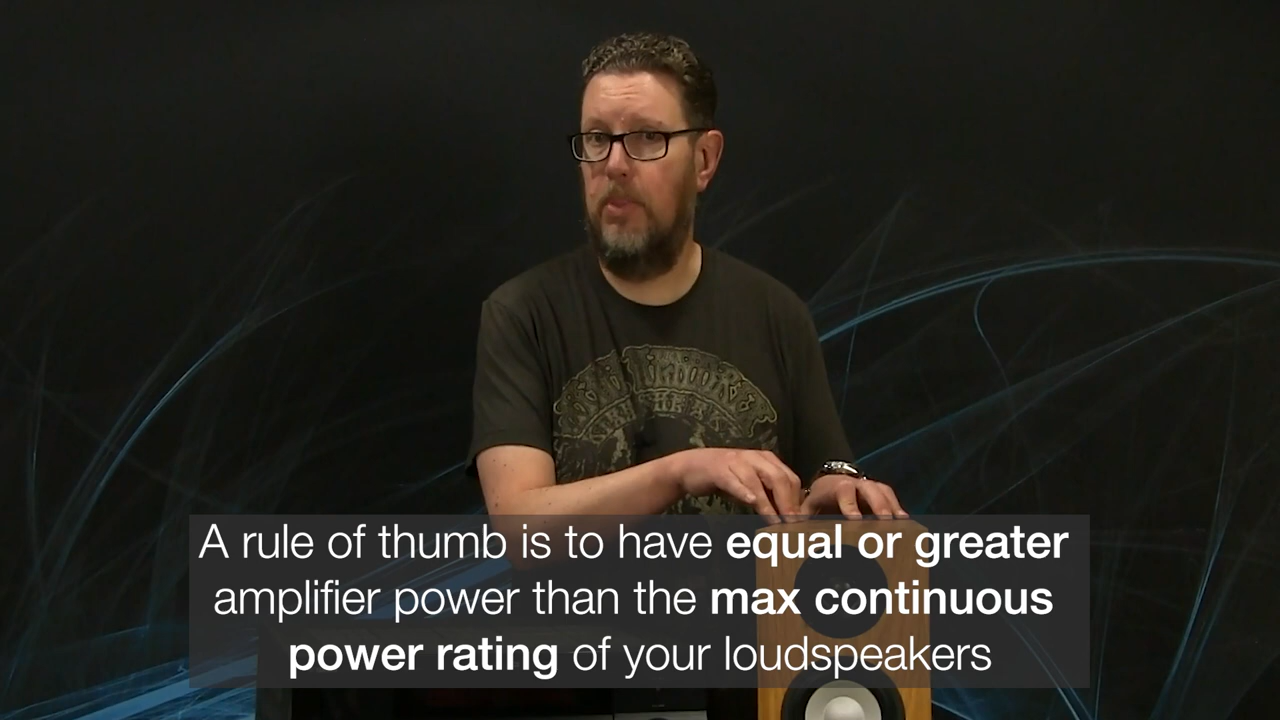 A rule of thumb is to have equal or greater
amplifier power than the max continuous
power rating of your loudspeakers